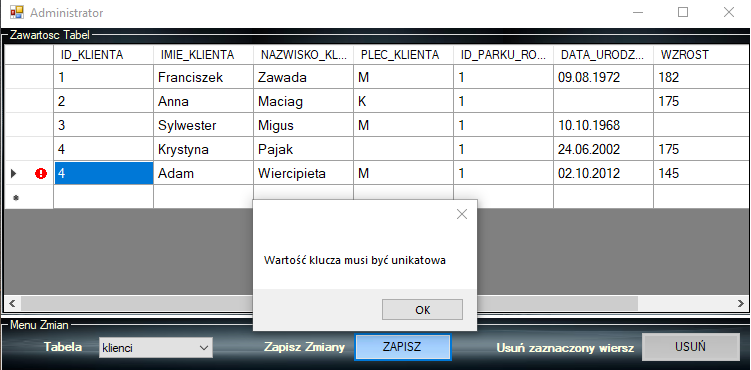 Administrator
Zawartosc Tabel
ID_KLIENTA IMIE_KLIENTA NAZWISKO_KL... PLEC_KLIENTA ID_PARKU_RO... DATA_URODZ... WZROST
1 Franciszek Zawada M 1 09.08.1972 182
2 Anna Maciag K 1 175
3 Sylwester Migus M 1 10.10.1968
4 Krystyna Pajak 1 24.06.2002 175
4 Adam Wiercipieta M 1 02.10.2012 145
Wartość klucza musi być unikatowa
OK
Menu Zmian
Tabela klienci Zapisz Zmiany ZAPISZ Usuń zaznaczony wiersz USUŃ